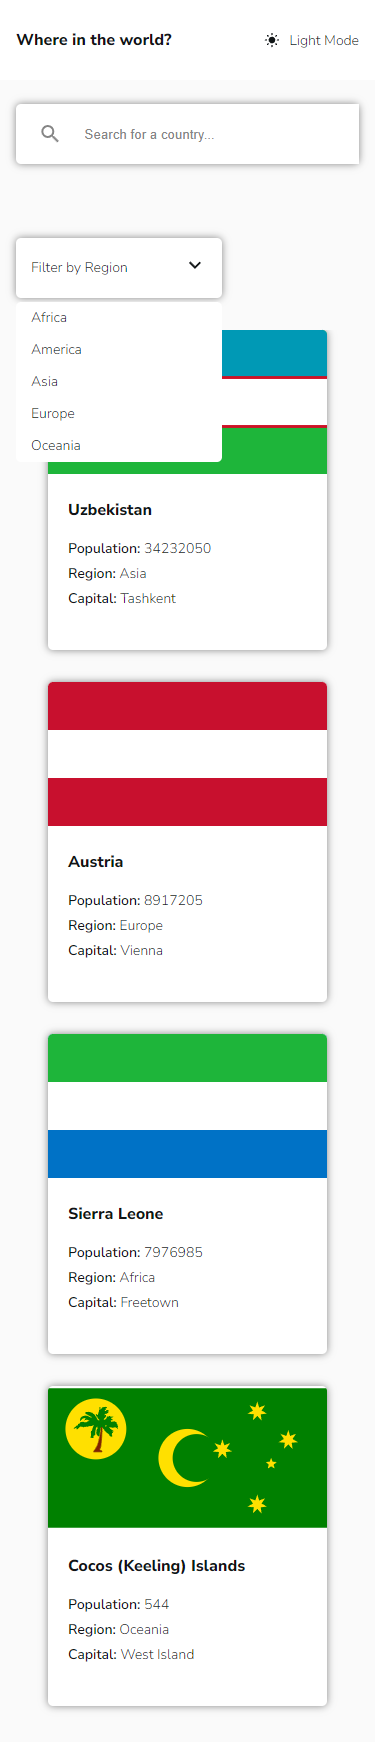 Where in the world?
Light Mode
Search for a country...
Filter by Region
Africa
America
Asia
Europe
Oceania
Uzbekistan
Population: 34232050
Region: Asia
Capital: Tashkent
Austria
Population: 8917205
Region: Europe
Capital: Vienna
Sierra Leone
Population: 7976985
Region: Africa
Capital: Freetown
Cocos (Keeling) Islands
Population: 544
Region: Oceania
Capital: West Island